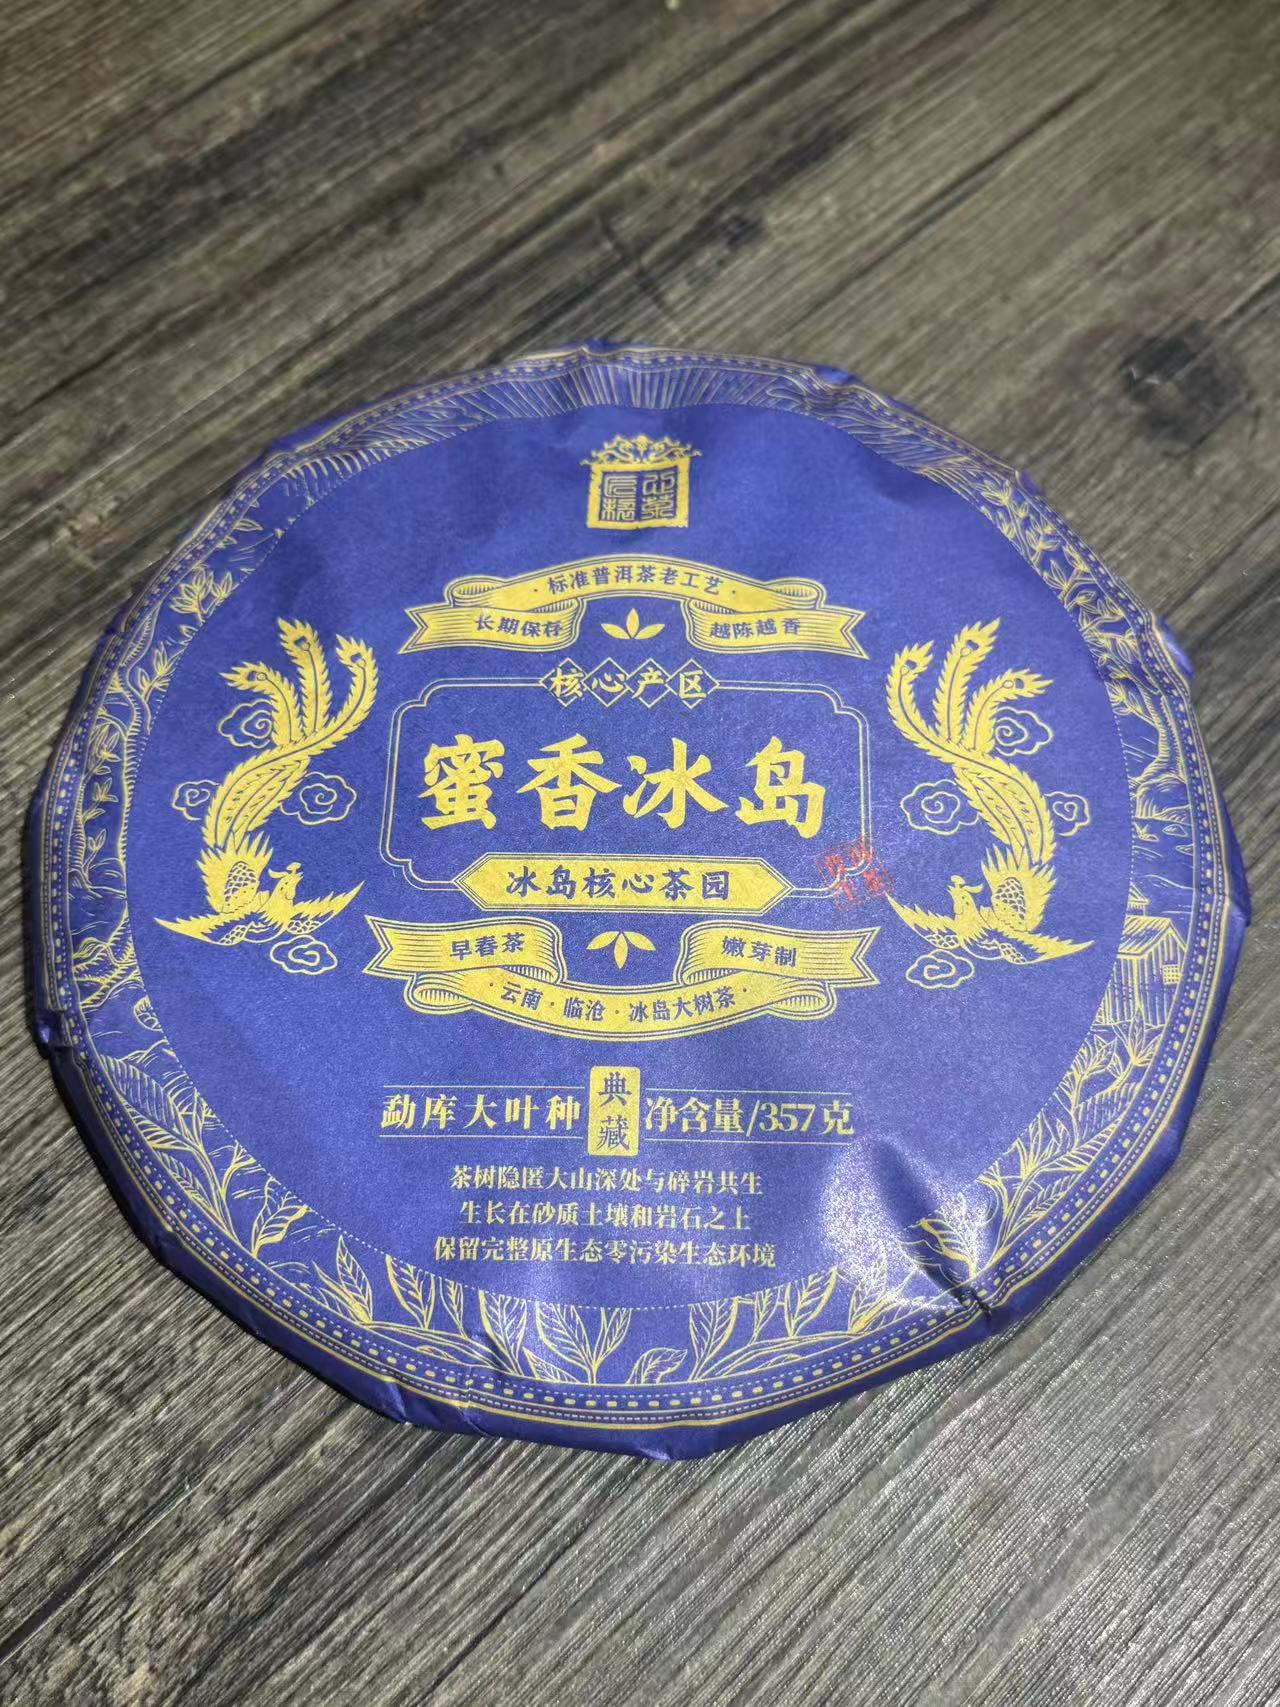 标准普洱茶老工艺
长期保存 越陈越香
核心产区
蜜香冰岛
冰岛核心茶园
早春茶 嫩芽制
·云南·临沧·冰岛大树茶·
勐库大叶种 典藏 净含量/357克
茶树隐匿大山深处与碎岩共生
生长在砂质土壤和岩石之上
保留完整原生态零污染生态环境